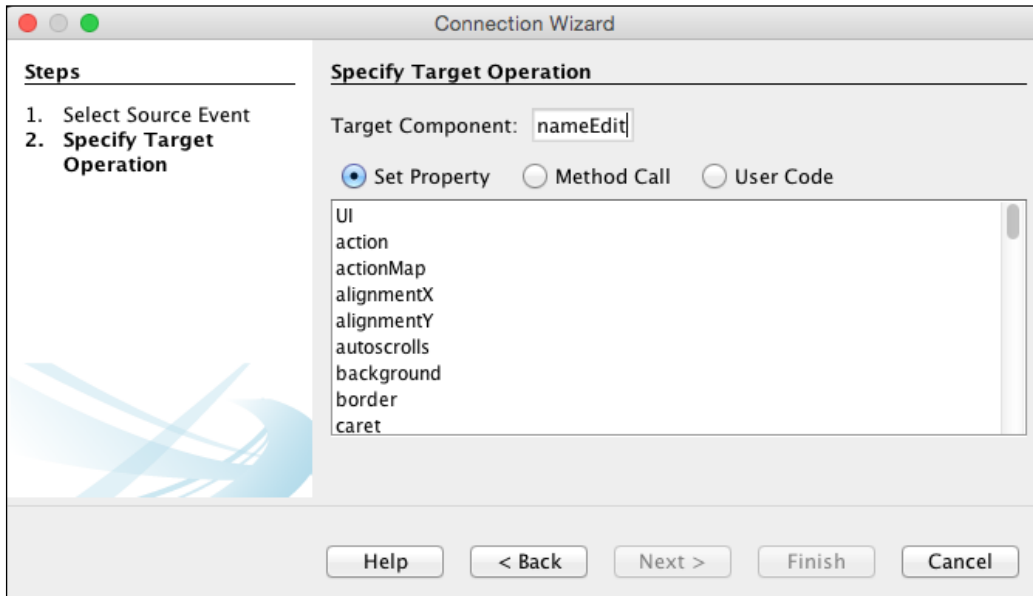 Connection Wizard
Steps
1. Select Source Event
2. Specify Target
Operation
Specify Target Operation
Target Component: nameEdit
Set Property Method Call User Code
UI
action
actionMap
alignmentX
alignmentY
autoscrolls
background
border
caret
Help < Back Next > Finish Cancel